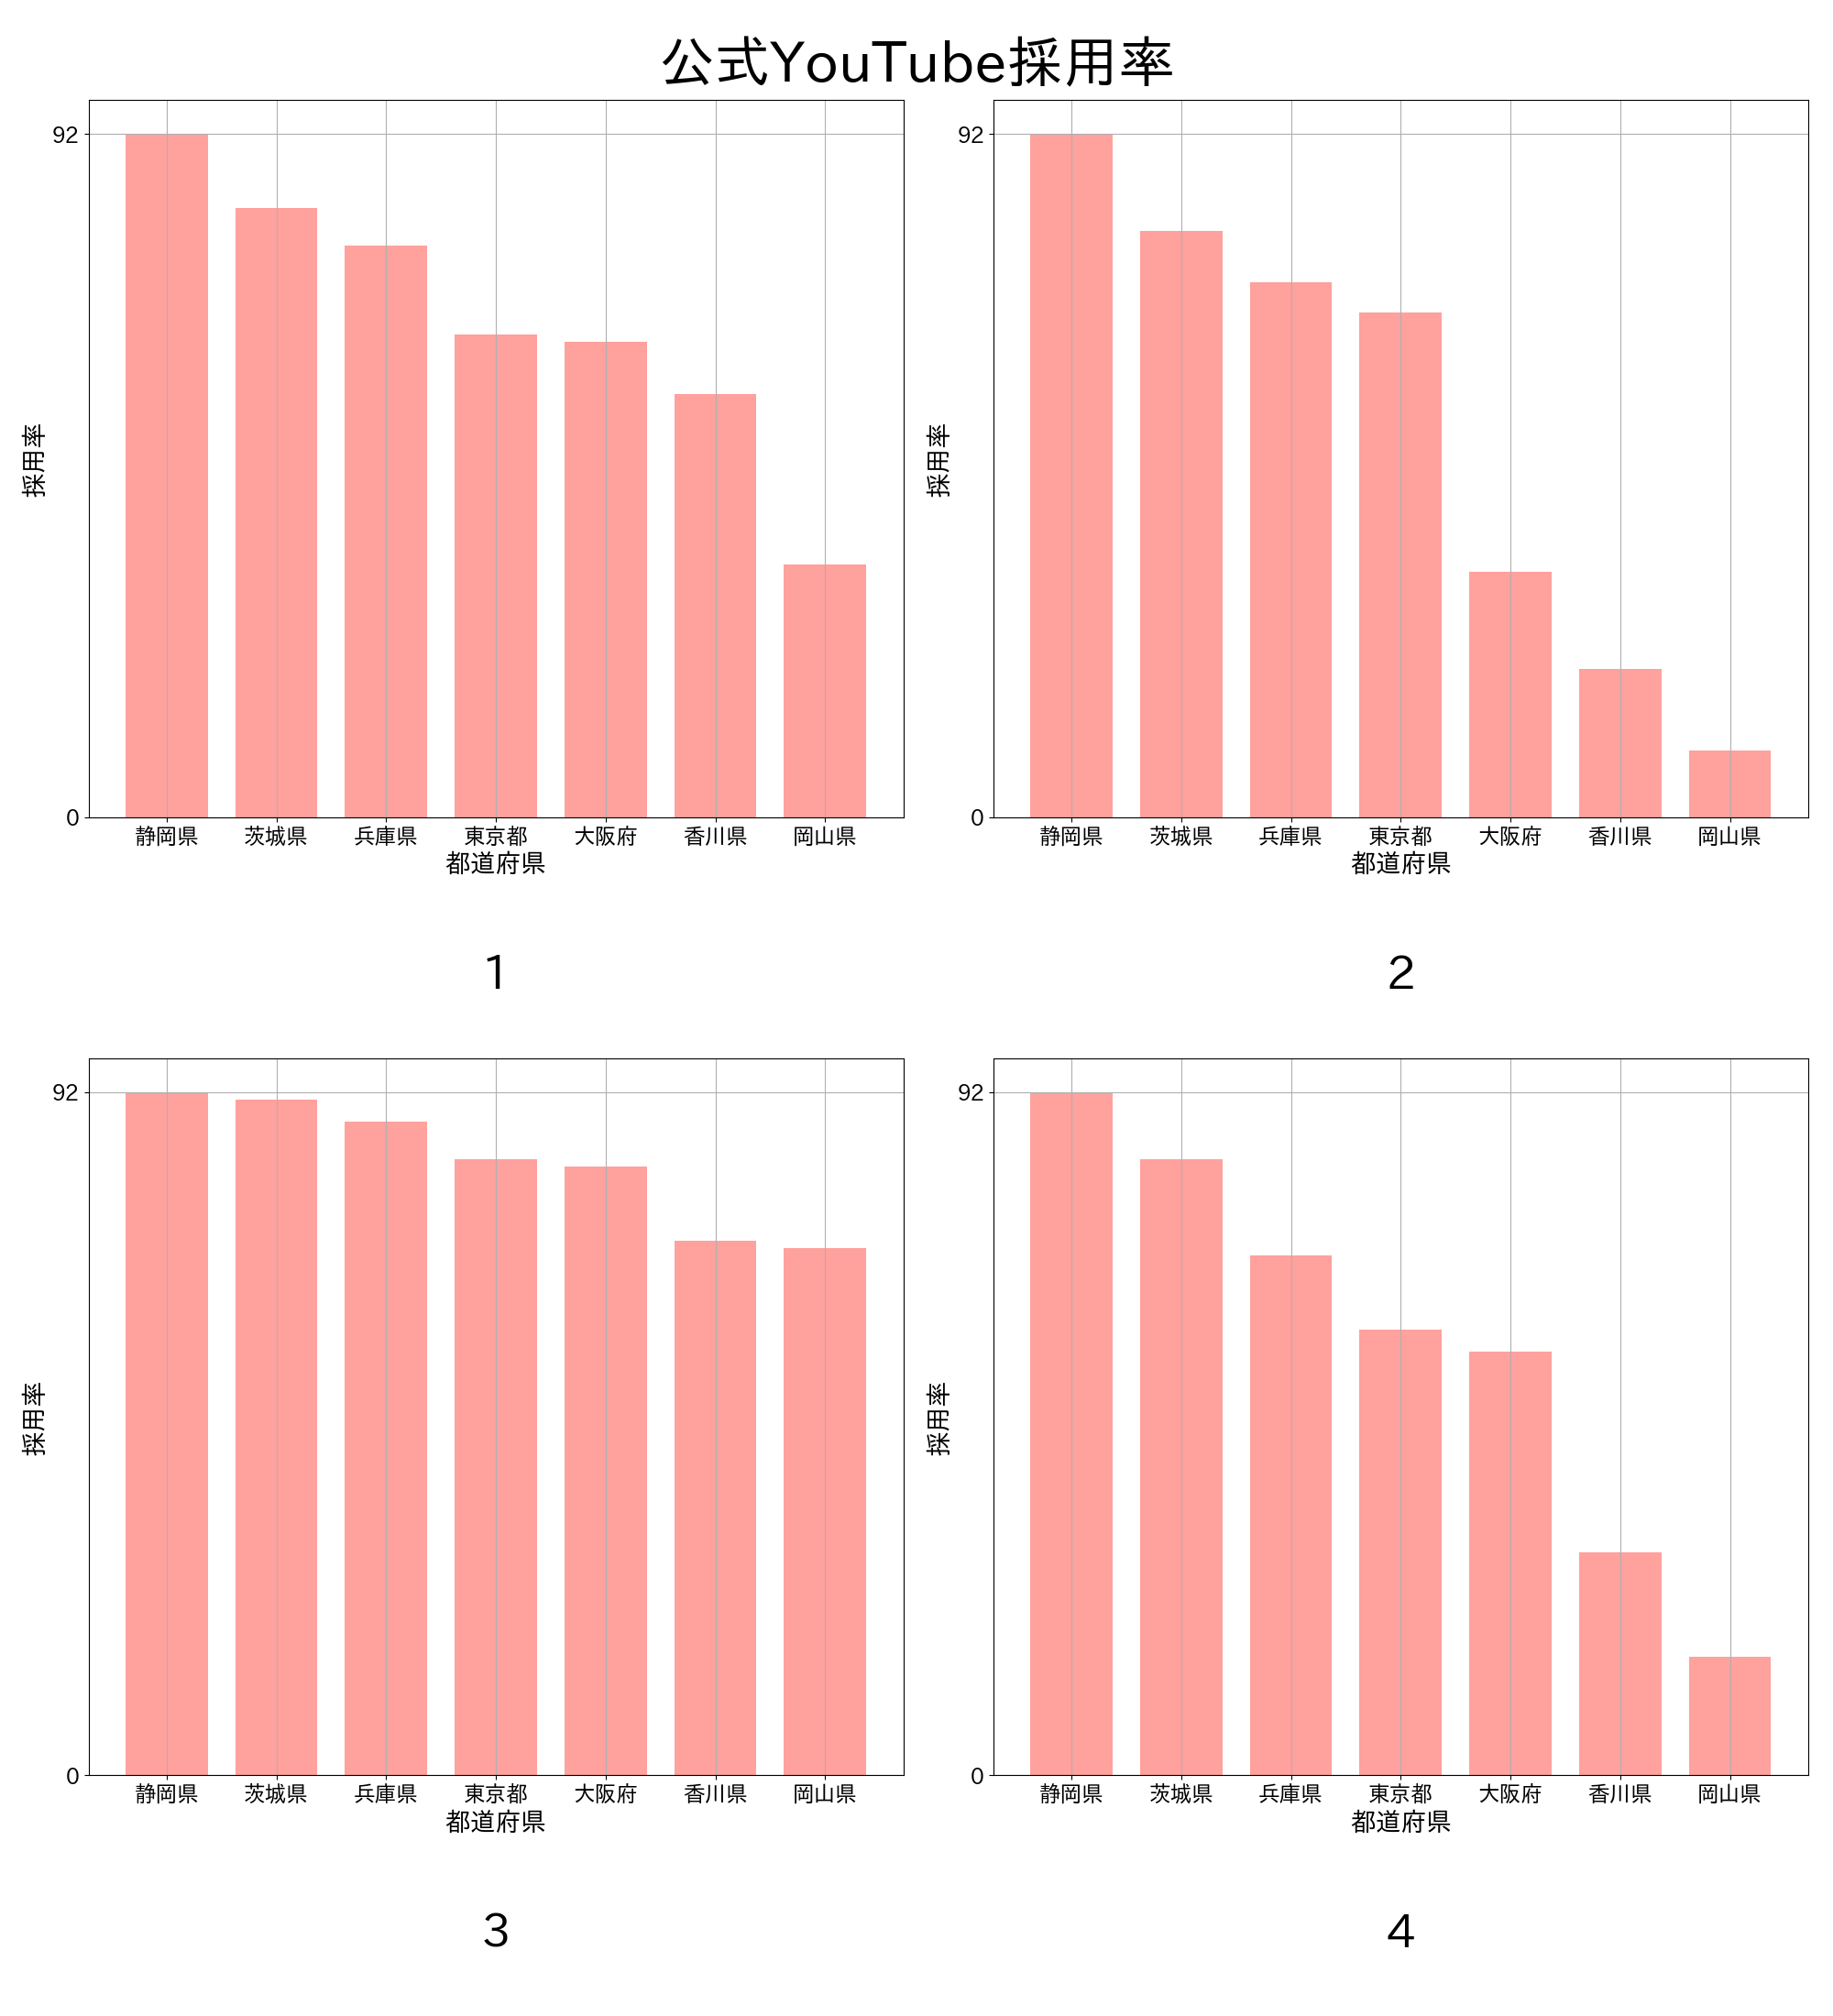 公式YouTube採用率
92
0
採用率
静岡県 茨城県 兵庫県 東京都 大阪府 香川県 岡山県
都道府県
1
92
0
採用率
静岡県 茨城県 兵庫県 東京都 大阪府 香川県 岡山県
都道府県
2
92
0
採用率
静岡県 茨城県 兵庫県 東京都 大阪府 香川県 岡山県
都道府県
3
92
0
採用率
静岡県 茨城県 兵庫県 東京都 大阪府 香川県 岡山県
都道府県
4